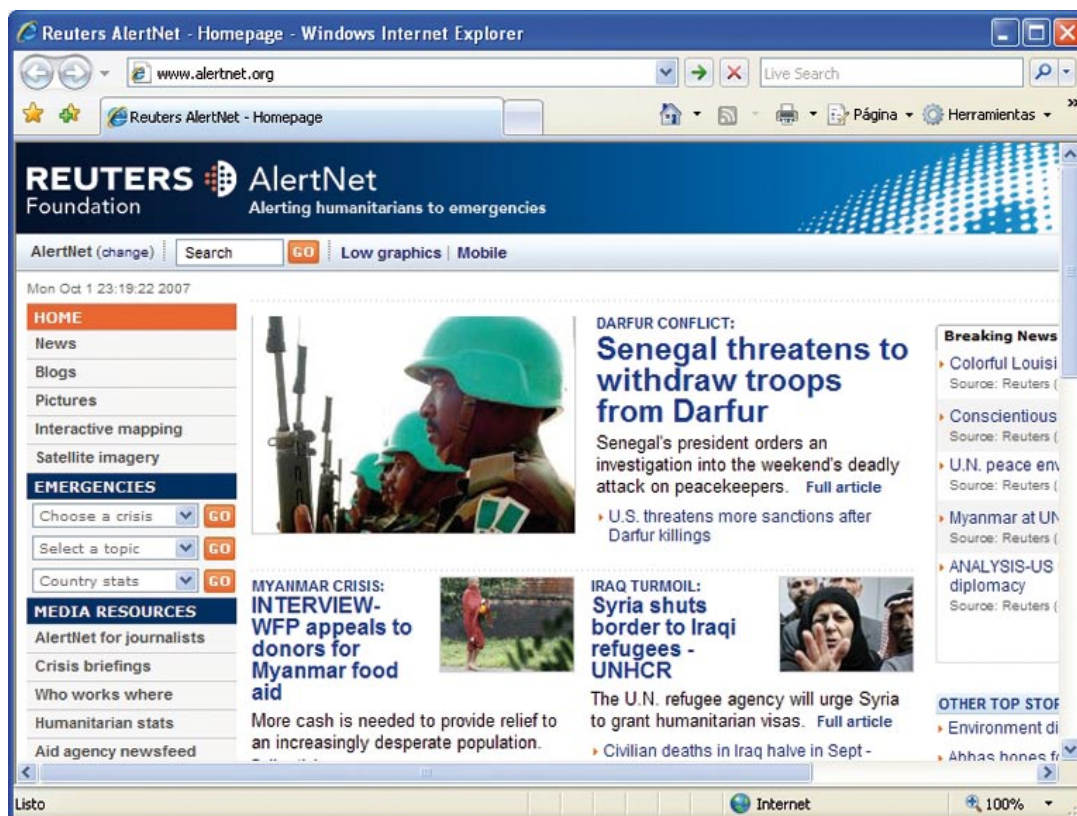 Reuters AlertNet - Homepage - Windows Internet Explorer
www.alertnet.org
Live Search
Reuters AlertNet - Homepage
Página
Herramientas
REUTERS
Foundation
AlertNet
Alerting humanitarians to emergencies
AlertNet (change)
Search
GO
Low graphics | Mobile
Mon Oct 1 23:19:22 2007
HOME
News
Blogs
Pictures
Interactive mapping
Satellite imagery
EMERGENCIES
Choose a crisis GO
Select a topic GO
Country stats GO
MEDIA RESOURCES
AlertNet for journalists
Crisis briefings
Who works where
Humanitarian stats
Aid agency newsfeed
DARFUR CONFLICT:
Senegal threatens to
withdraw troops
from Darfur
Senegal's president orders an
investigation into the weekend's deadly
attack on peacekeepers. Full article
U.S. threatens more sanctions after
Darfur killings
MYANMAR CRISIS:
INTERVIEW-
WFP appeals to
donors for
Myanmar food
aid
More cash is needed to provide relief to
an increasingly desperate population.
IRAQ TURMOIL:
Syria shuts
border to Iraqi
refugees -
UNHCR
The U.N. refugee agency will urge Syria
to grant humanitarian visas. Full article
Civilian deaths in Iraq halve in Sept -
Breaking News
Colorful Louisi
Source: Reuters (
Conscientious
Source: Reuters (
U.N. peace env
Source: Reuters (
Myanmar at UN
Source: Reuters (
ANALYSIS-US
diplomacy
Source: Reuters (
OTHER TOP STOR
Environment di
Abbas hopes fo
Listo
Internet
100%